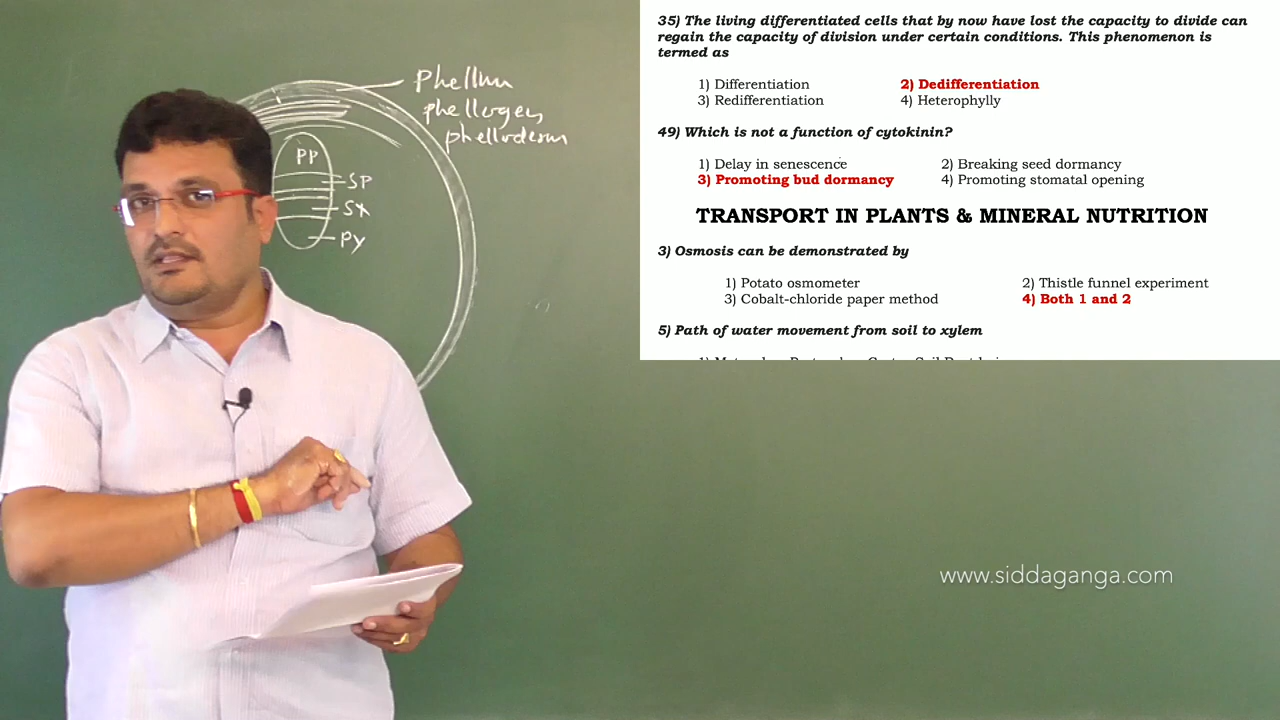 Phellum
phellogen
phelloderm
PP
SP
SX
PY
35) The living differentiated cells that by now have lost the capacity to divide can
regain the capacity of division under certain conditions. This phenomenon is
termed as
1) Differentiation 2) Dedifferentiation
3) Redifferentiation 4) Heterophylly
49) Which is not a function of cytokinin?
1) Delay in senescence 2) Breaking seed dormancy
3) Promoting bud dormancy 4) Promoting stomatal opening
TRANSPORT IN PLANTS & MINERAL NUTRITION
3) Osmosis can be demonstrated by
1) Potato osmometer 2) Thistle funnel experiment
3) Cobalt-chloride paper method 4) Both 1 and 2
5) Path of water movement from soil to xylem
www.siddaganga.com